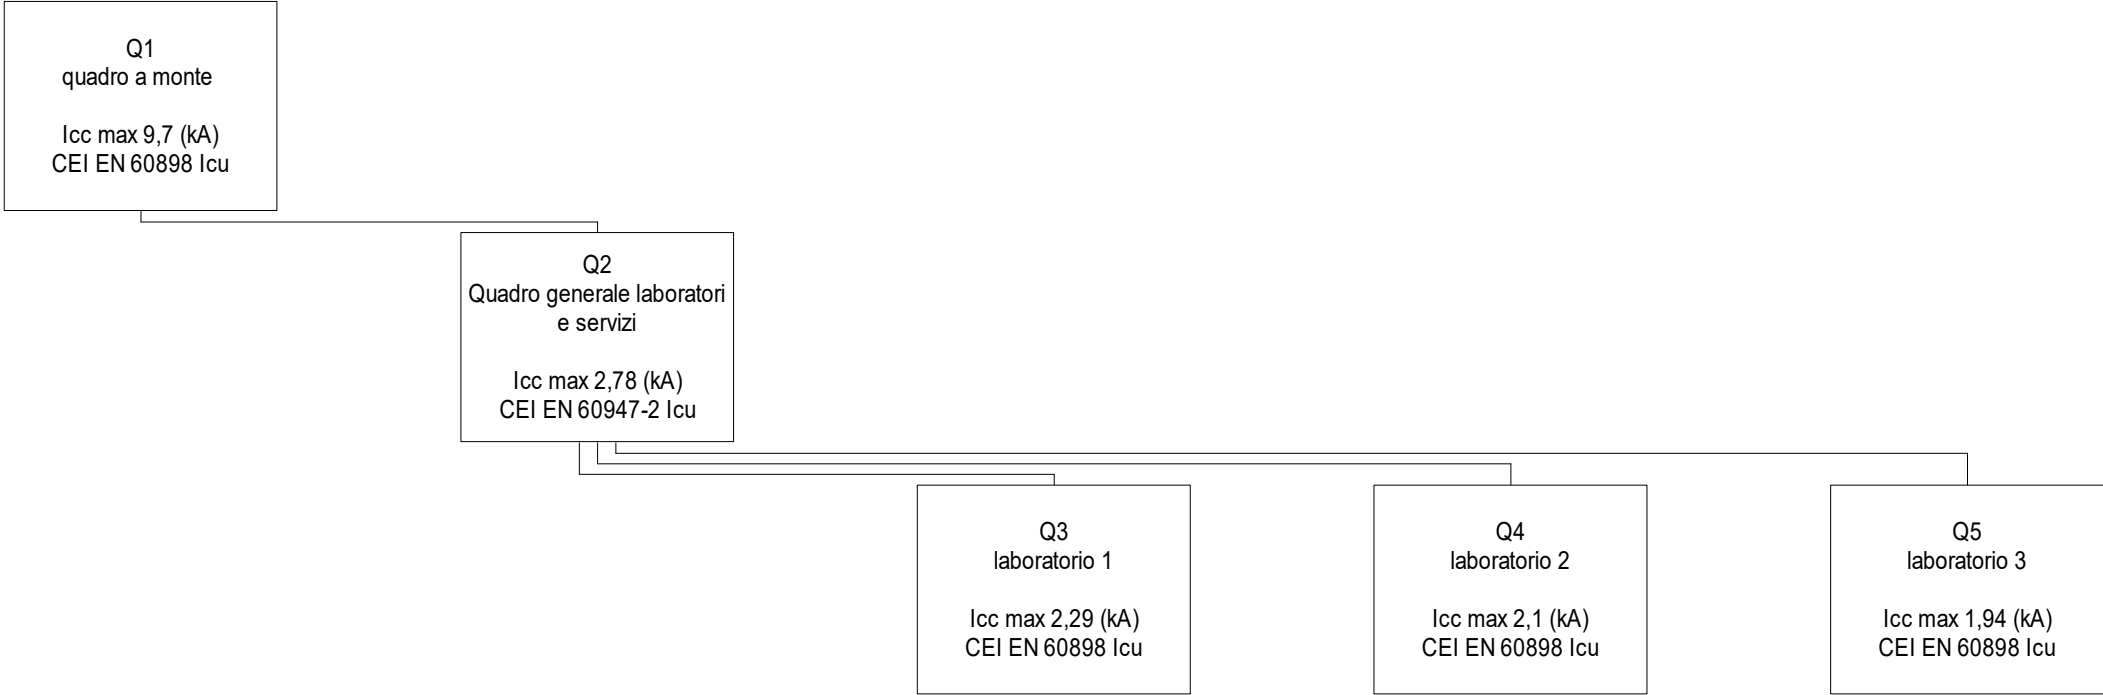 Q1
quadro a monte
Icc max 9,7 (kA)
CEI EN 60898 Icu
Q2
Quadro generale laboratori
e servizi
Icc max 2,78 (kA)
CEI EN 60947-2 Icu
Q3
laboratorio 1
Icc max 2,29 (kA)
CEI EN 60898 Icu
Q4
laboratorio 2
Icc max 2,1 (kA)
CEI EN 60898 Icu
Q5
laboratorio 3
Icc max 1,94 (kA)
CEI EN 60898 Icu